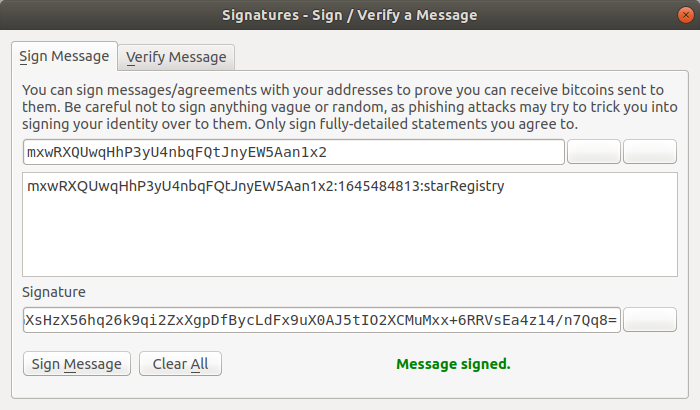 Signatures - Sign / Verify a Message
Sign Message
Verify Message
You can sign messages/agreements with your addresses to prove you can receive bitcoins sent to
them. Be careful not to sign anything vague or random, as phishing attacks may try to trick you into
signing your identity over to them. Only sign fully-detailed statements you agree to.
mxwRXQUwqHhP3yU4nbqFQtJnyEW5Aan1x2
mxwRXQUwqHhP3yU4nbqFQtJnyEW5Aan1x2:1645484813:starRegistry
Signature
XsHzX56hq26k9qi2ZxXgpDfBycLdFx9uX0AJ5tIO2XCMuMxx+6RRVsEa4z14/n7Qq8=
Sign Message
Clear All
Message signed.